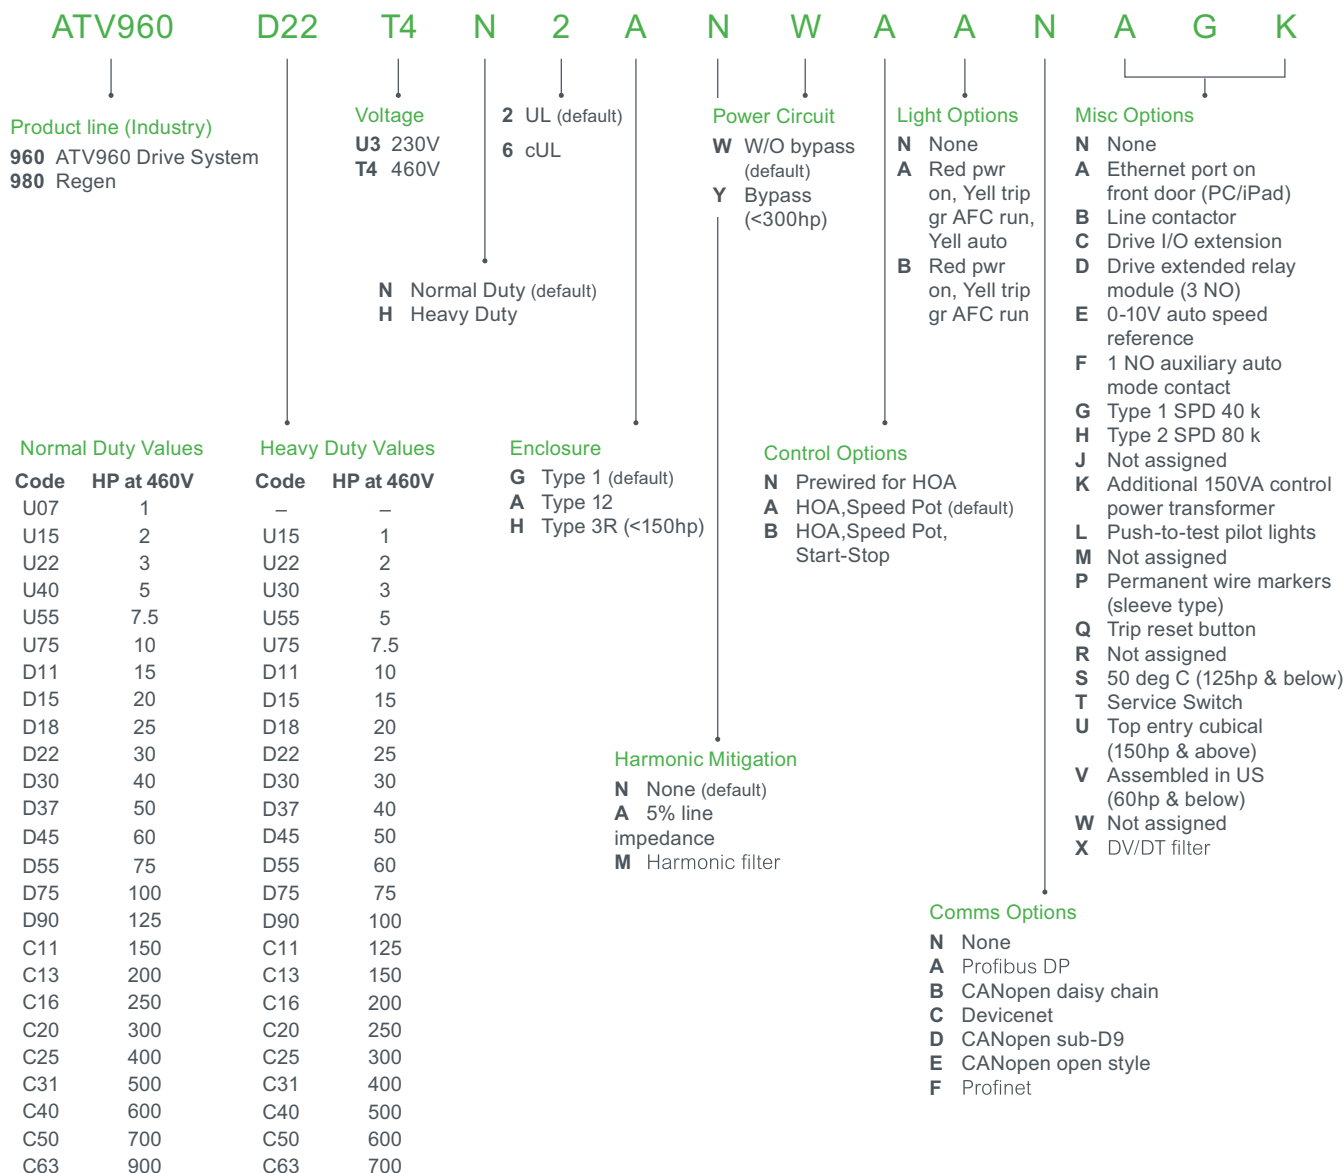 ATV960 D22 T4 N 2 A N W A A N A G K
Product line (Industry)
960 ATV960 Drive System
980 Regen
Voltage
U3 230V
T4 460V
2 UL (default)
6 cUL
Power Circuit
W W/O bypass
(default)
Y Bypass
(<300hp)
Light Options
N None
A Red pwr
on, Yell trip
gr AFC run,
Yell auto
B Red pwr
on, Yell trip
gr AFC run
Misc Options
N None
A Ethernet port on
front door (PC/iPad)
B Line contactor
C Drive I/O extension
D Drive extended relay
module (3 NO)
E 0-10V auto speed
reference
F 1 NO auxiliary auto
mode contact
G Type 1 SPD 40 k
H Type 2 SPD 80 k
J Not assigned
K Additional 150VA control
power transformer
L Push-to-test pilot lights
M Not assigned
P Permanent wire markers
(sleeve type)
Q Trip reset button
R Not assigned
S 50 deg C (125hp & below)
T Service Switch
U Top entry cubical
(150hp & above)
V Assembled in US
(60hp & below)
W Not assigned
X DV/DT filter
N Normal Duty (default)
H Heavy Duty
Normal Duty Values
Code HP at 460V
U07 1
U15 2
U22 3
U40 5
U55 7.5
U75 10
D11 15
D15 20
D18 25
D22 30
D30 40
D37 50
D45 60
D55 75
D75 100
D90 125
C11 150
C13 200
C16 250
C20 300
C25 400
C31 500
C40 600
C50 700
C63 900
Heavy Duty Values
Code HP at 460V
– –
U15 1
U22 2
U30 3
U55 5
U75 7.5
D11 10
D15 15
D18 20
D22 25
D30 30
D37 40
D45 50
D55 60
D75 75
D90 100
C11 125
C13 150
C16 200
C20 250
C25 300
C31 400
C40 500
C50 600
C63 700
Enclosure
G Type 1 (default)
A Type 12
H Type 3R (<150hp)
Control Options
N Prewired for HOA
A HOA,Speed Pot (default)
B HOA,Speed Pot,
Start-Stop
Harmonic Mitigation
N None (default)
A 5% line
impedance
M Harmonic filter
Comms Options
N None
A Profibus DP
B CANopen daisy chain
C Devicenet
D CANopen sub-D9
E CANopen open style
F Profinet